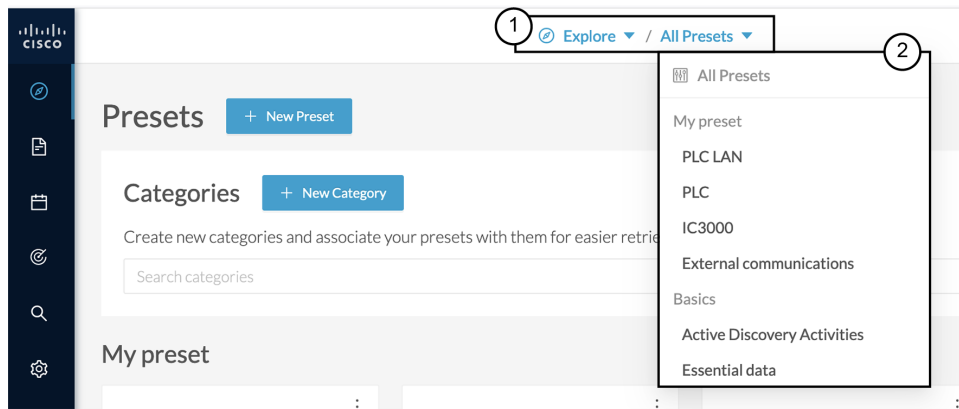 1
Explore / All Presets
2
CISCO
All Presets
Presets
+ New Preset
My preset
PLC LAN
PLC
IC3000
External communications
Basics
Active Discovery Activities
Essential data
Categories
+ New Category
Create new categories and associate your presets with them for easier retrie
Search categories
My preset